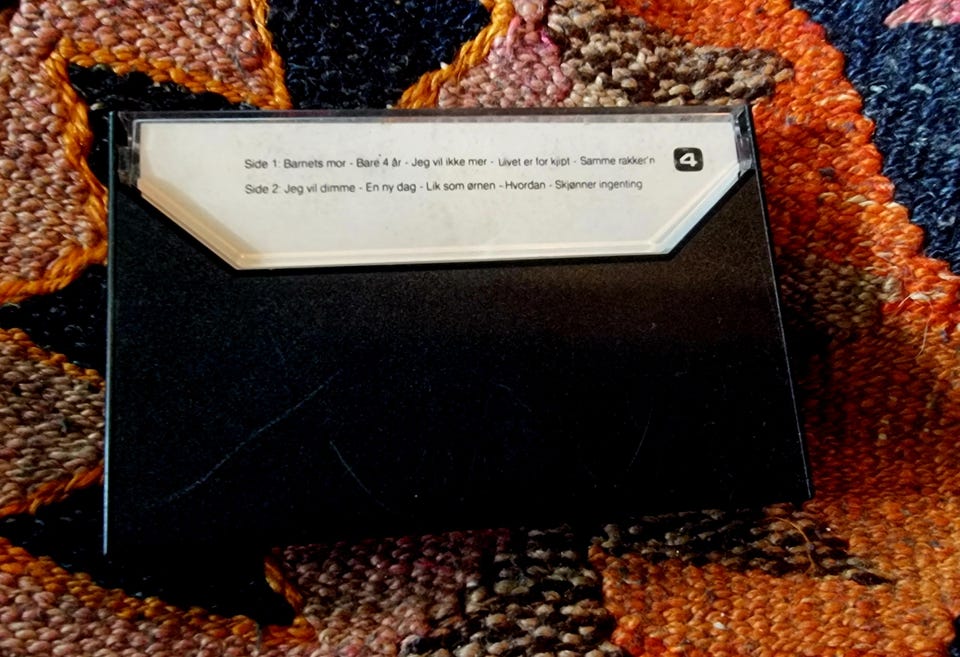 Side 1: Barnets mor - Bare 4 år - Jeg vil ikke mer - Livet er for kjipt - Samme rakker'n 4
Side 2: Jeg vil dimme - En ny dag - Lik som ørnen - Hvordan - Skjønner ingenting